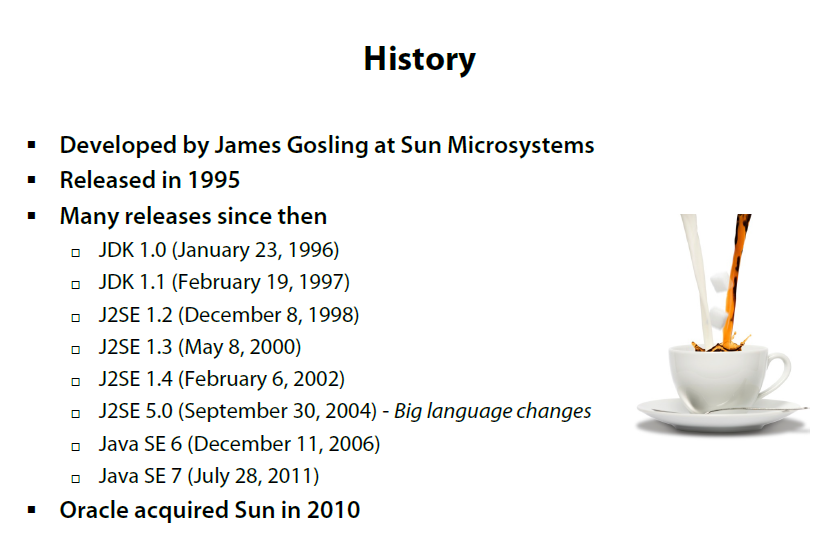 History
▪ Developed by James Gosling at Sun Microsystems
▪ Released in 1995
▪ Many releases since then
▫ JDK 1.0 (January 23, 1996)
▫ JDK 1.1 (February 19, 1997)
▫ J2SE 1.2 (December 8, 1998)
▫ J2SE 1.3 (May 8, 2000)
▫ J2SE 1.4 (February 6, 2002)
▫ J2SE 5.0 (September 30, 2004) - Big language changes
▫ Java SE 6 (December 11, 2006)
▫ Java SE 7 (July 28, 2011)
▪ Oracle acquired Sun in 2010